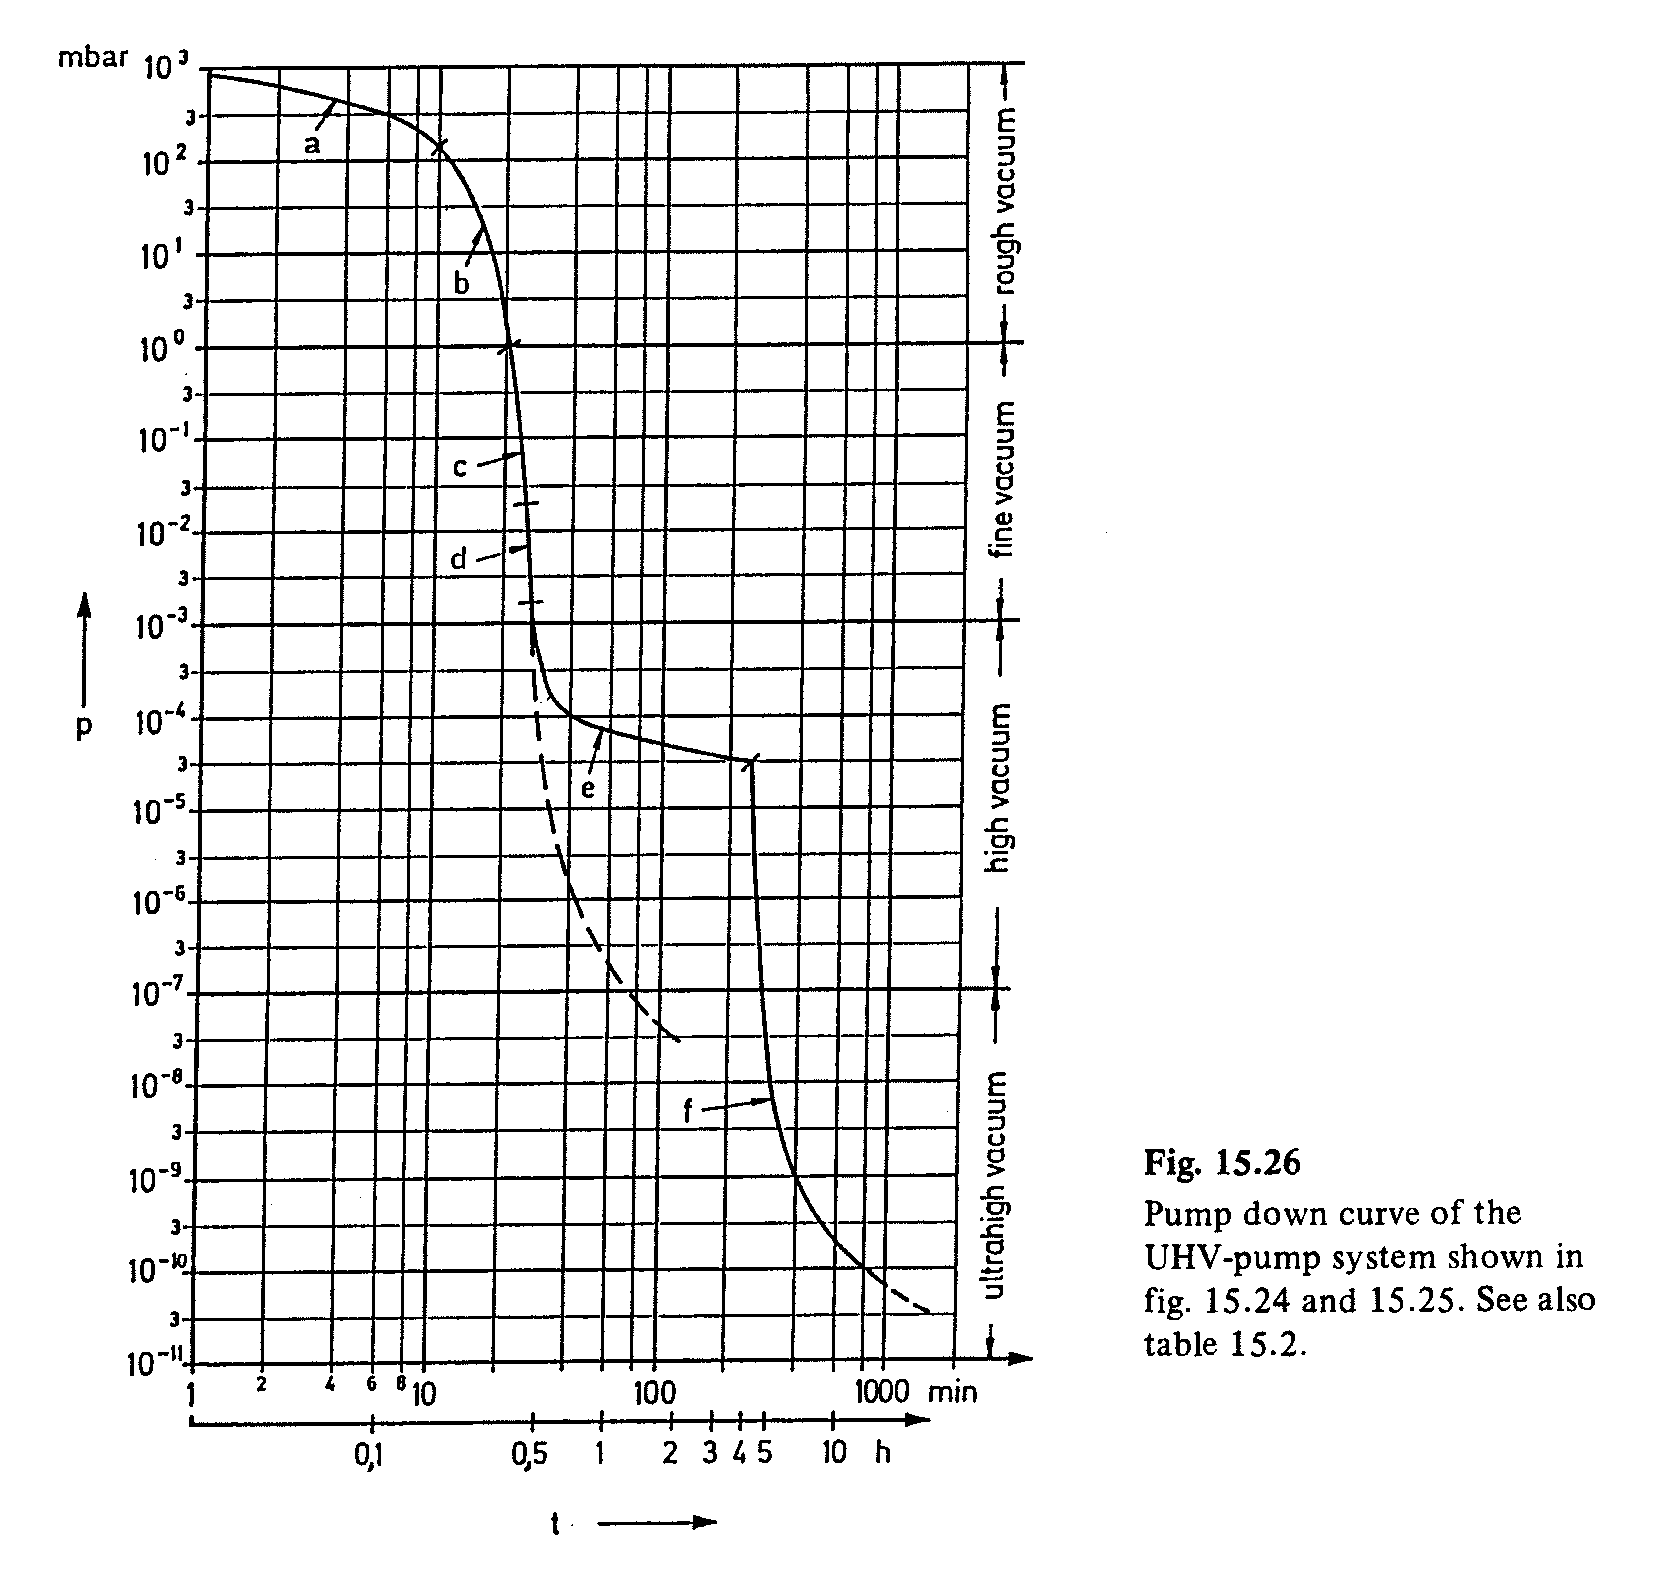 mbar
10³
3
10²
3
10¹
3
10⁰
3
10⁻¹
3
10⁻²
3
10⁻³
3
10⁻⁴
3
10⁻⁵
3
10⁻⁶
3
10⁻⁷
3
10⁻⁸
3
10⁻⁹
3
10⁻¹⁰
3
10⁻¹¹
p
a
b
c
d
e
f
rough vacuum
fine vacuum
high vacuum
ultrahigh vacuum
1 2 4 6 8 10 100 1000 min
0,1 0,5 1 2 3 4 5 10 h
t
Fig. 15.26
Pump down curve of the
UHV-pump system shown in
fig. 15.24 and 15.25. See also
table 15.2.